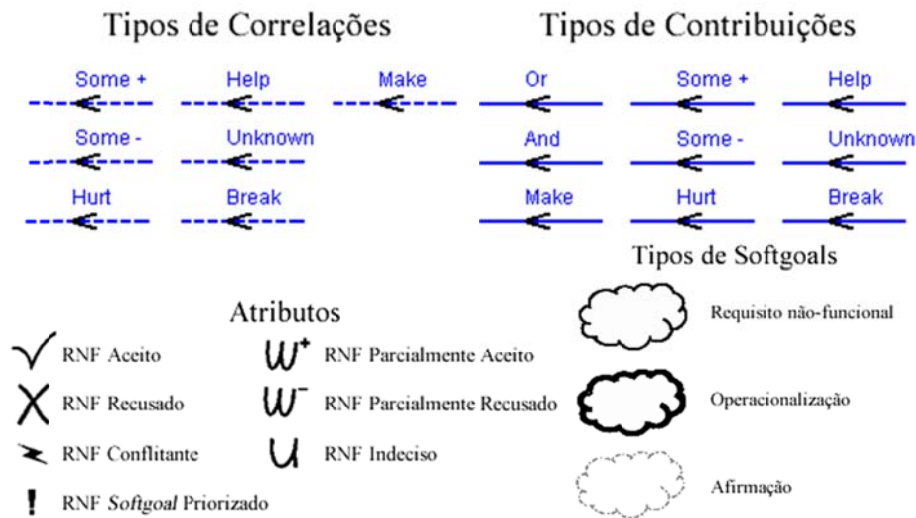 Tipos de Correlações
Some + Help Make
Some - Unknown
Hurt Break
Tipos de Contribuições
Or Some + Help
And Some - Unknown
Make Hurt Break
Tipos de Softgoals
Requisito não-funcional
Operacionalização
Afirmação
Atributos
RNF Aceito
RNF Recusado
RNF Conflitante
RNF Softgoal Priorizado
W+ RNF Parcialmente Aceito
W- RNF Parcialmente Recusado
U RNF Indeciso